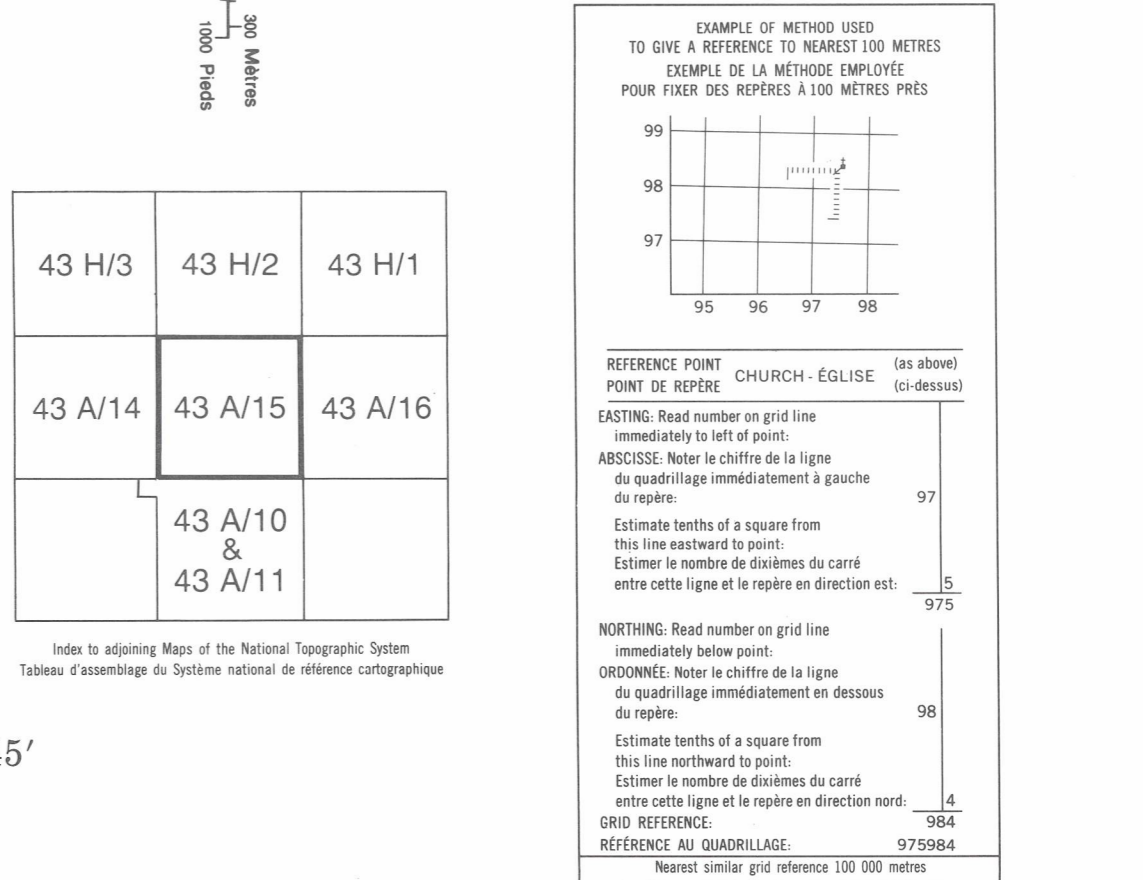 300 Mètres
1000 Pieds
43 H/3
43 H/2
43 H/1
43 A/14
43 A/15
43 A/16
43 A/10
&
43 A/11
Index to adjoining Maps of the National Topographic System
Tableau d'assemblage du Système national de référence cartographique
5′
EXAMPLE OF METHOD USED
TO GIVE A REFERENCE TO NEAREST 100 METRES
EXEMPLE DE LA MÉTHODE EMPLOYÉE
POUR FIXER DES REPÈRES À 100 MÈTRES PRÈS
99
98
97
95 96 97 98
REFERENCE POINT
POINT DE REPÈRE
CHURCH - ÉGLISE
(as above)
(ci-dessus)
EASTING: Read number on grid line
immediately to left of point:
ABSCISSE: Noter le chiffre de la ligne
du quadrillage immédiatement à gauche
du repère: 97
Estimate tenths of a square from
this line eastward to point:
Estimer le nombre de dixièmes du carré
entre cette ligne et le repère en direction est: 5
975
NORTHING: Read number on grid line
immediately below point:
ORDONNÉE: Noter le chiffre de la ligne
du quadrillage immédiatement en dessous
du repère: 98
Estimate tenths of a square from
this line northward to point:
Estimer le nombre de dixièmes du carré
entre cette ligne et le repère en direction nord: 4
GRID REFERENCE: 984
RÉFÉRENCE AU QUADRILLAGE: 975984
Nearest similar grid reference 100 000 metres